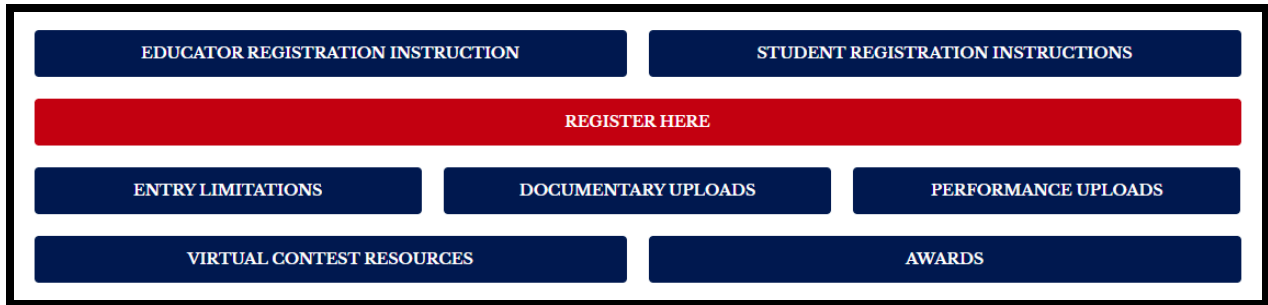 EDUCATOR REGISTRATION INSTRUCTION
STUDENT REGISTRATION INSTRUCTIONS
REGISTER HERE
ENTRY LIMITATIONS
DOCUMENTARY UPLOADS
PERFORMANCE UPLOADS
VIRTUAL CONTEST RESOURCES
AWARDS